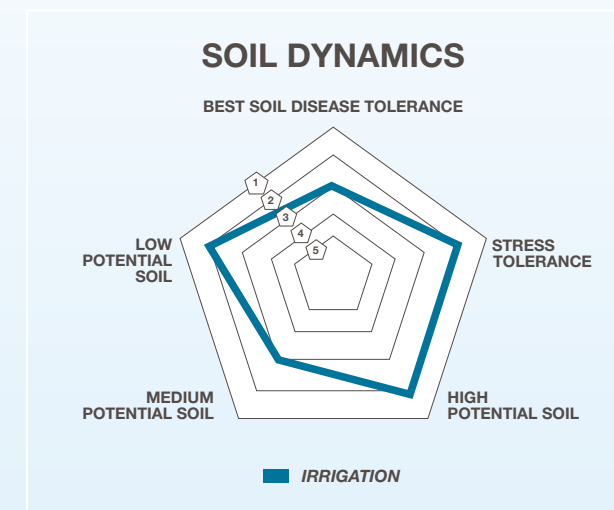 SOIL DYNAMICS
BEST SOIL DISEASE TOLERANCE
1
2
3
4
5
LOW
POTENTIAL
SOIL
STRESS
TOLERANCE
MEDIUM
POTENTIAL SOIL
HIGH
POTENTIAL SOIL
IRRIGATION